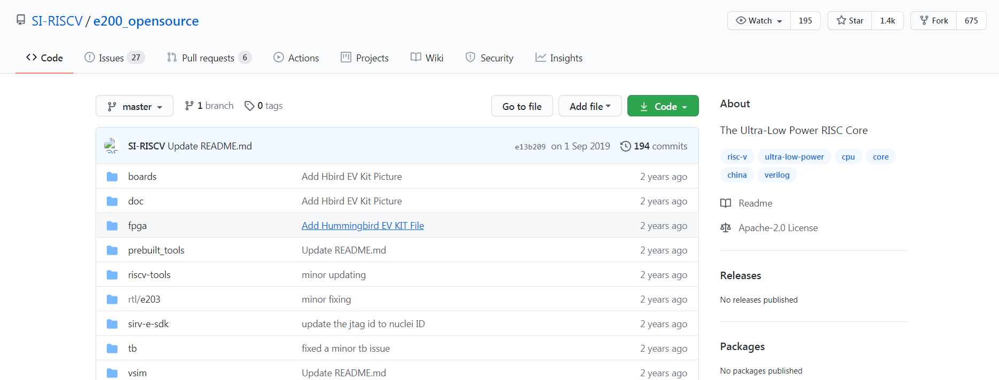 SI-RISCV / e200_opensource
Watch 195 Star 1.4k Fork 675
Code Issues 27 Pull requests 6 Actions Projects Wiki Security Insights
master 1 branch 0 tags Go to file Add file Code
SI-RISCV Update README.md e13b209 on 1 Sep 2019 194 commits
boards Add Hbird EV Kit Picture 2 years ago
doc Add Hbird EV Kit Picture 2 years ago
fpga Add Hummingbird EV KIT File 2 years ago
prebuilt_tools Update README.md 2 years ago
riscv-tools minor updating 2 years ago
rtl/e203 minor fixing 2 years ago
sirv-e-sdk update the jtag id to nuclei ID 2 years ago
tb fixed a minor tb issue 2 years ago
vsim Update README.md 2 years ago
About
The Ultra-Low Power RISC Core
risc-v ultra-low-power cpu core
china verilog
Readme
Apache-2.0 License
Releases
No releases published
Packages
No packages published